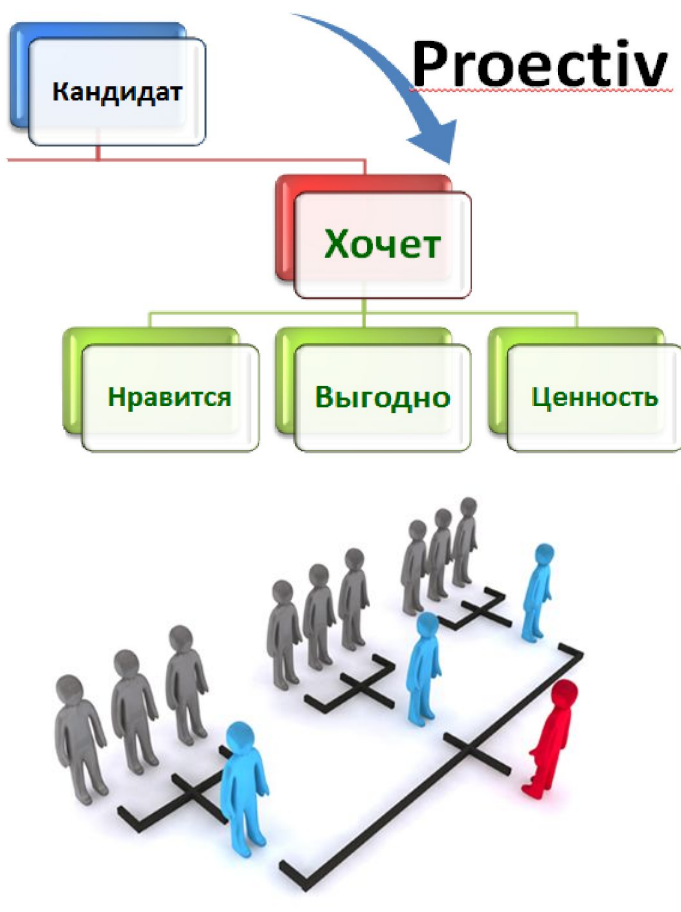 Кандидат
Proectiv
Хочет
Нравится
Выгодно
Ценность